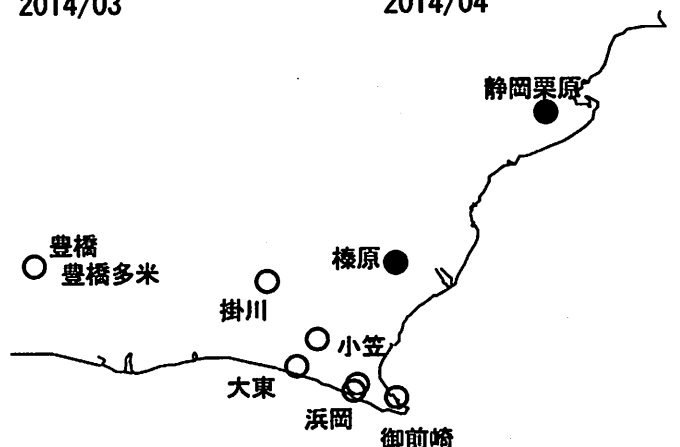 2014/03
2014/04
静岡栗原
豊橋
豊橋多米
榛原
掛川
小笠
大東
浜岡
御前崎